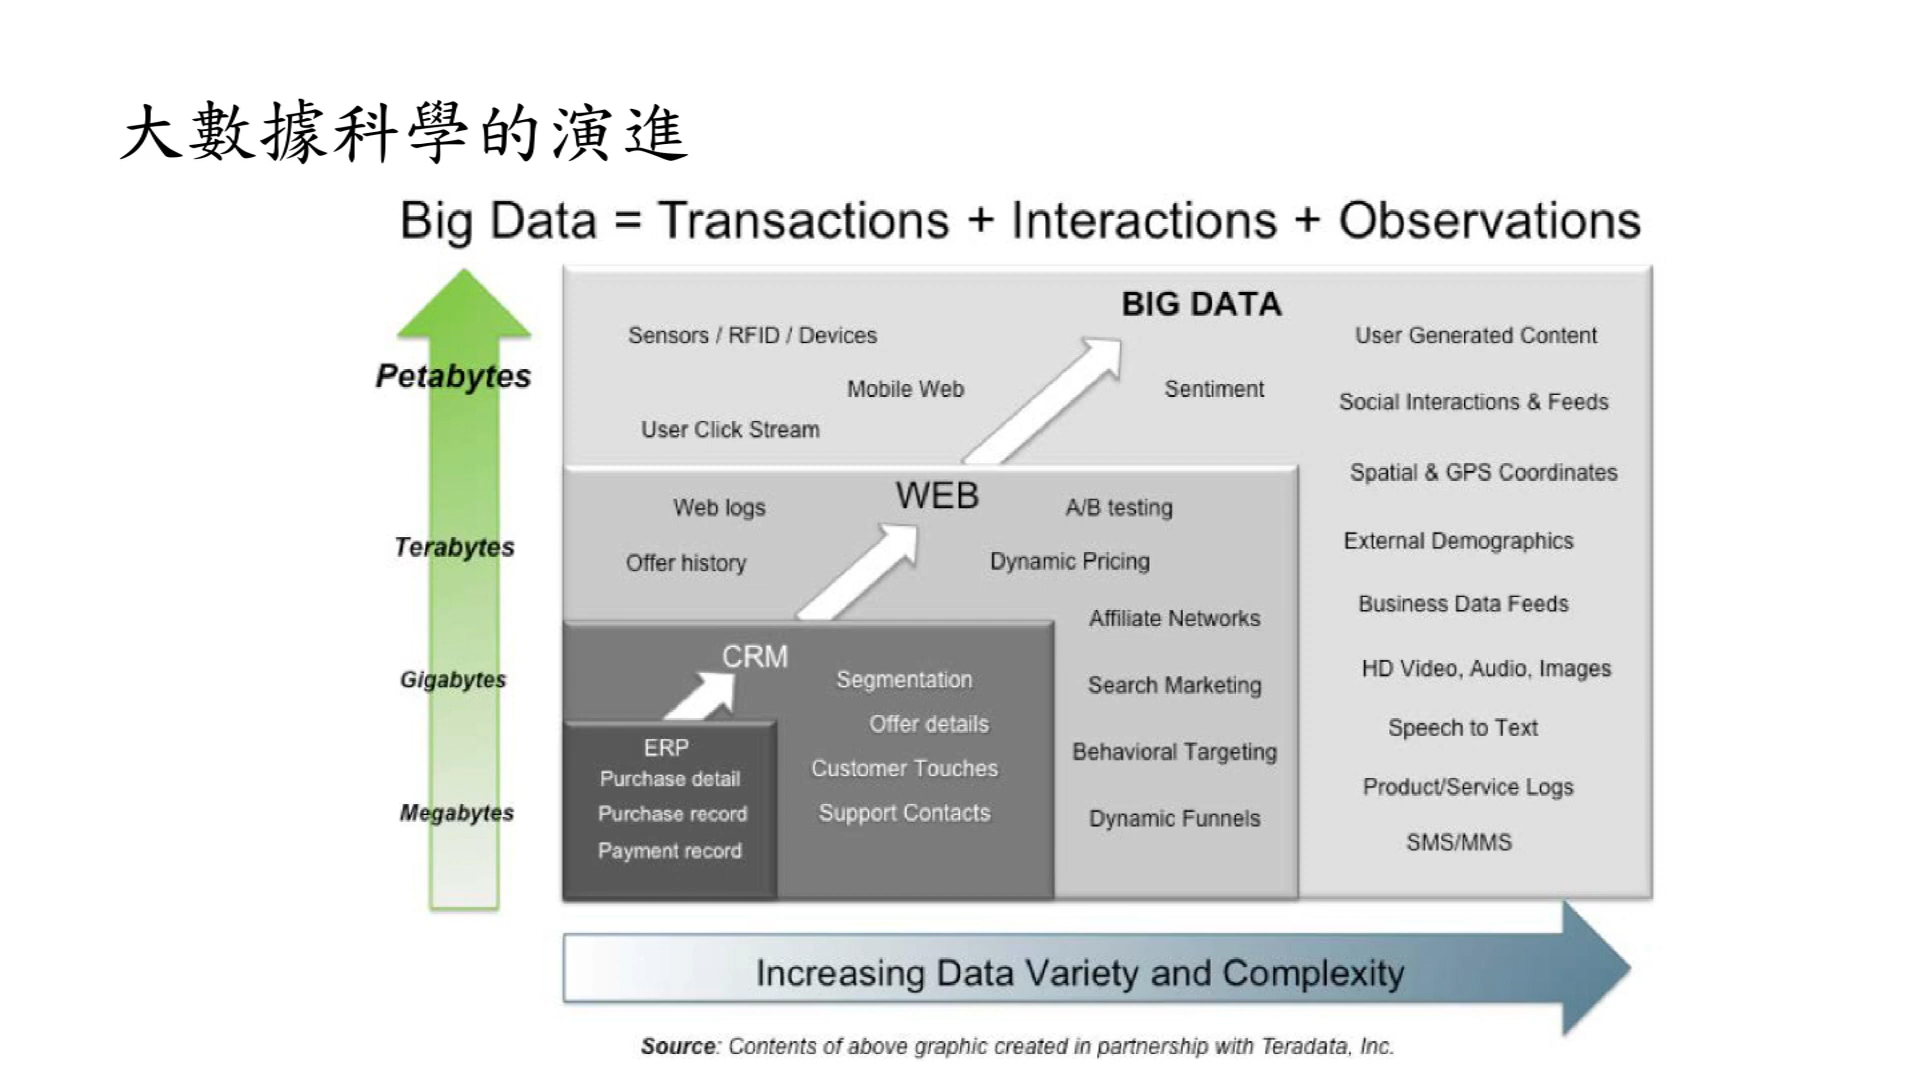 大數據科學的演進
Big Data = Transactions + Interactions + Observations
Petabytes
Terabytes
Gigabytes
Megabytes
BIG DATA
Sensors / RFID / Devices
Mobile Web
User Click Stream
Sentiment
User Generated Content
Social Interactions & Feeds
Spatial & GPS Coordinates
External Demographics
Business Data Feeds
HD Video, Audio, Images
Speech to Text
Product/Service Logs
SMS/MMS
WEB
Web logs
Offer history
A/B testing
Dynamic Pricing
Affiliate Networks
Search Marketing
Behavioral Targeting
Dynamic Funnels
CRM
Segmentation
Offer details
Customer Touches
Support Contacts
ERP
Purchase detail
Purchase record
Payment record
Increasing Data Variety and Complexity
Source: Contents of above graphic created in partnership with Teradata, Inc.